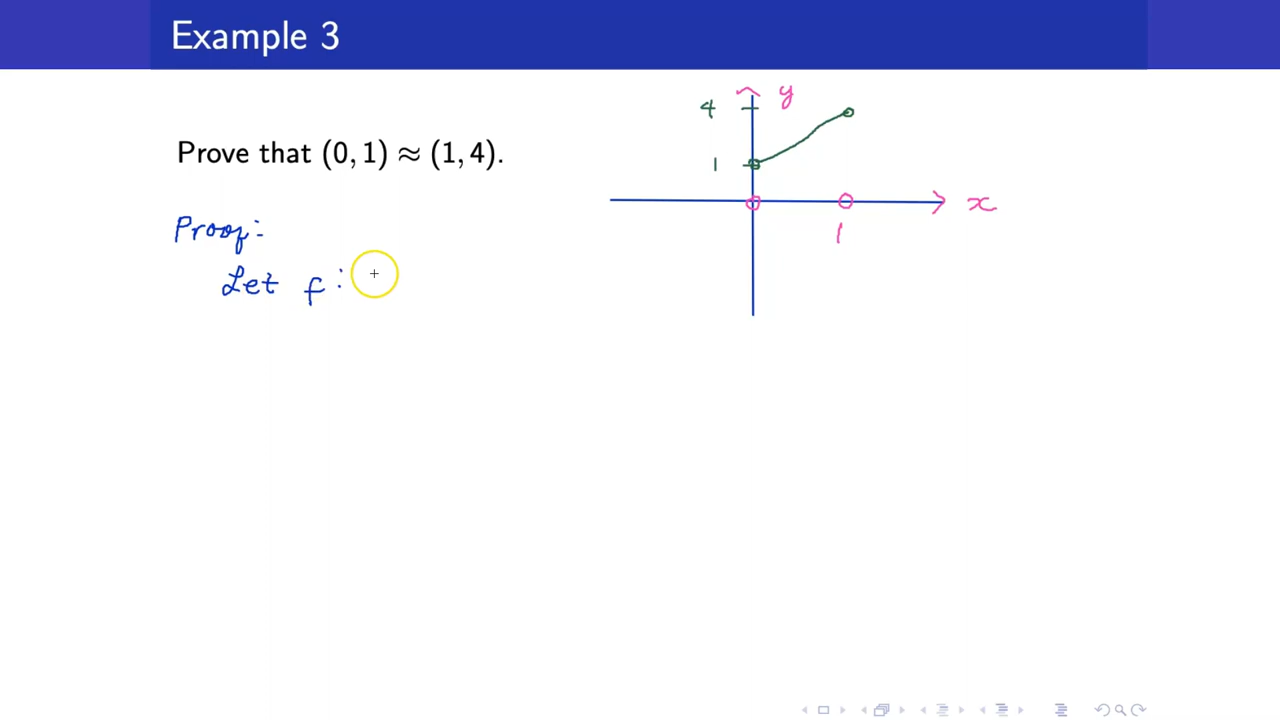 Example 3
Prove that (0, 1) ≈ (1, 4).
Proof:
Let f :
y
4
1
x
1